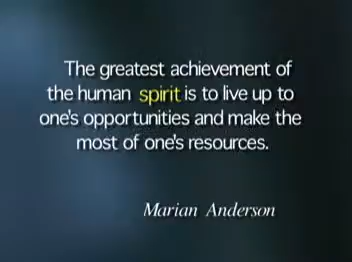 The greatest achievement of
the human spirit is to live up to
one's opportunities and make the
most of one's resources.
Marian Anderson